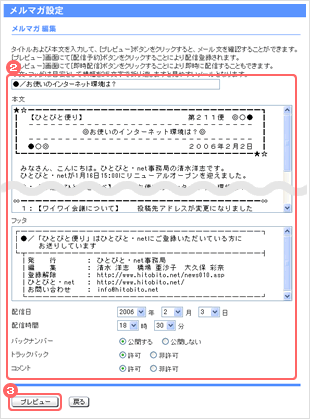 メルマガ設定
メルマガ 編集
タイトルおよび本文を入力して、[プレビュー]ボタンをクリックすると、メール文を確認することができます。
[プレビュー]画面にて[配信予約]ボタンをクリックすることにより配信登録されます。
[プレビュー]画面にて[即時配信]ボタンをクリックすることにより即時に配信することもできます。
2
●／お使いのインターネット環境は？
本文
【ひとびと便り】 第２１１便 ◎○●
◎お使いのインターネット環境は？◎
●○◎ ２００６年２月２日
みなさん、こんにちは。ひとびと・net事務局の清水洋志です。
ひとびと・netが1月16日15:00にリニューアルオープンを迎えました。
１：【ワイワイ会議について】 投稿先アドレスが変更になりました
フッタ
●／「ひとびと便り」はひとびと・netにご登録いただいている方に
お送りしています
発 行 ： ひとびと・net事務局
編 集 ： 清水 洋志 橋場 亜沙子 大久保 彩奈
登録解除 ： http://www.hitobito.net/news010.asp
ひとびと・net ： http://www.hitobito.net/
お問い合わせ ： info@hitobito.net
配信日 2006 年 2 月 3 日
配信時間 18 時 30 分
バックナンバー 公開する 公開しない
トラックバック 許可 非許可
コメント 許可 非許可
3
プレビュー 戻る